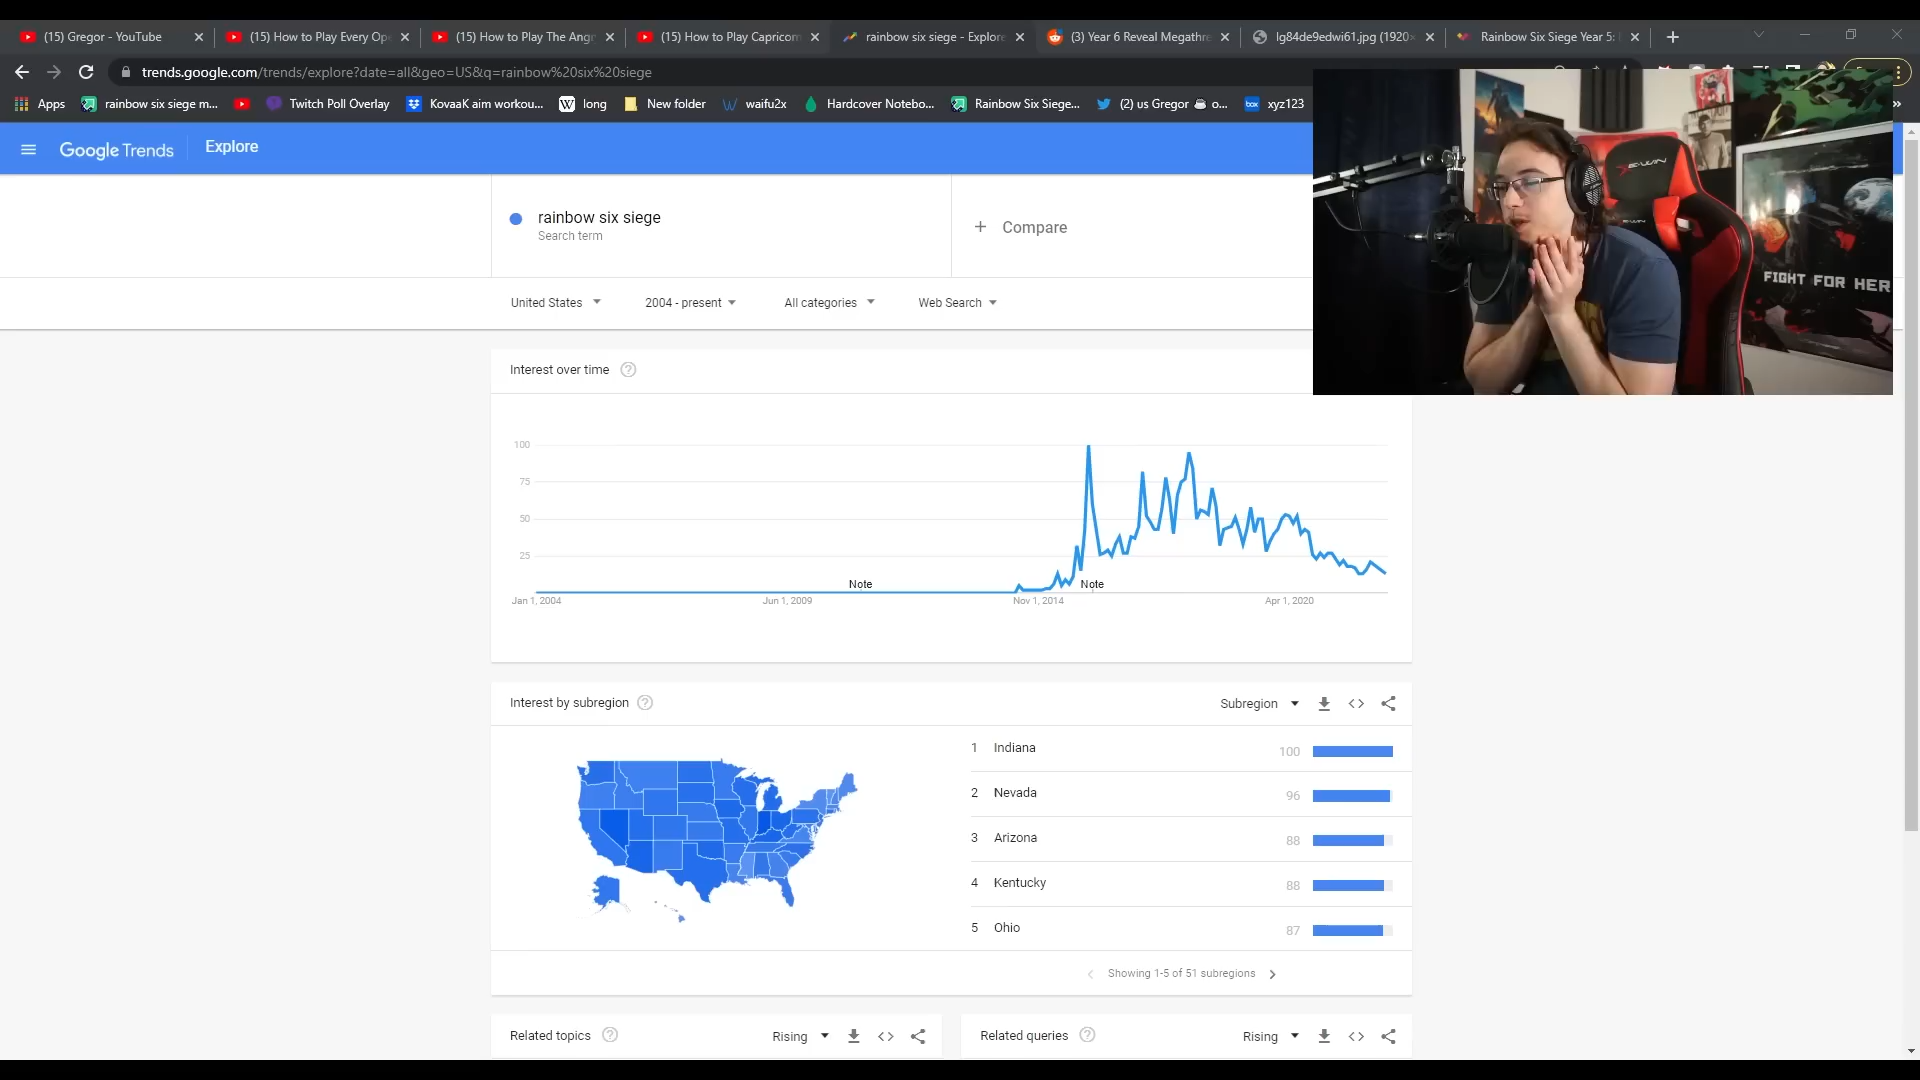 (15) Gregor - YouTube
(15) How to Play Every Op
(15) How to Play The Ang
(15) How to Play Capricorn
rainbow six siege - Explore
(3) Year 6 Reveal Megathre
lg84de9edwi61.jpg (1920
Rainbow Six Siege Year 5:
trends.google.com/trends/explore?date=all&geo=US&q=rainbow%20six%20siege
Apps
rainbow six siege m...
Twitch Poll Overlay
KovaaK aim workou...
long
New folder
waifu2x
Hardcover Notebo...
Rainbow Six Siege...
(2) us Gregor ☕ o...
box
xyz123
Google Trends
Explore
rainbow six siege
Search term
+ Compare
United States
2004 - present
All categories
Web Search
E-WIN
FIGHT FOR HER
Interest over time
100
75
50
25
Note
Note
Jan 1, 2004
Jun 1, 2009
Nov 1, 2014
Apr 1, 2020
Interest by subregion
Subregion
1 Indiana 100
2 Nevada 96
3 Arizona 88
4 Kentucky 88
5 Ohio 87
Showing 1-5 of 51 subregions
Related topics
Rising
Related queries
Rising